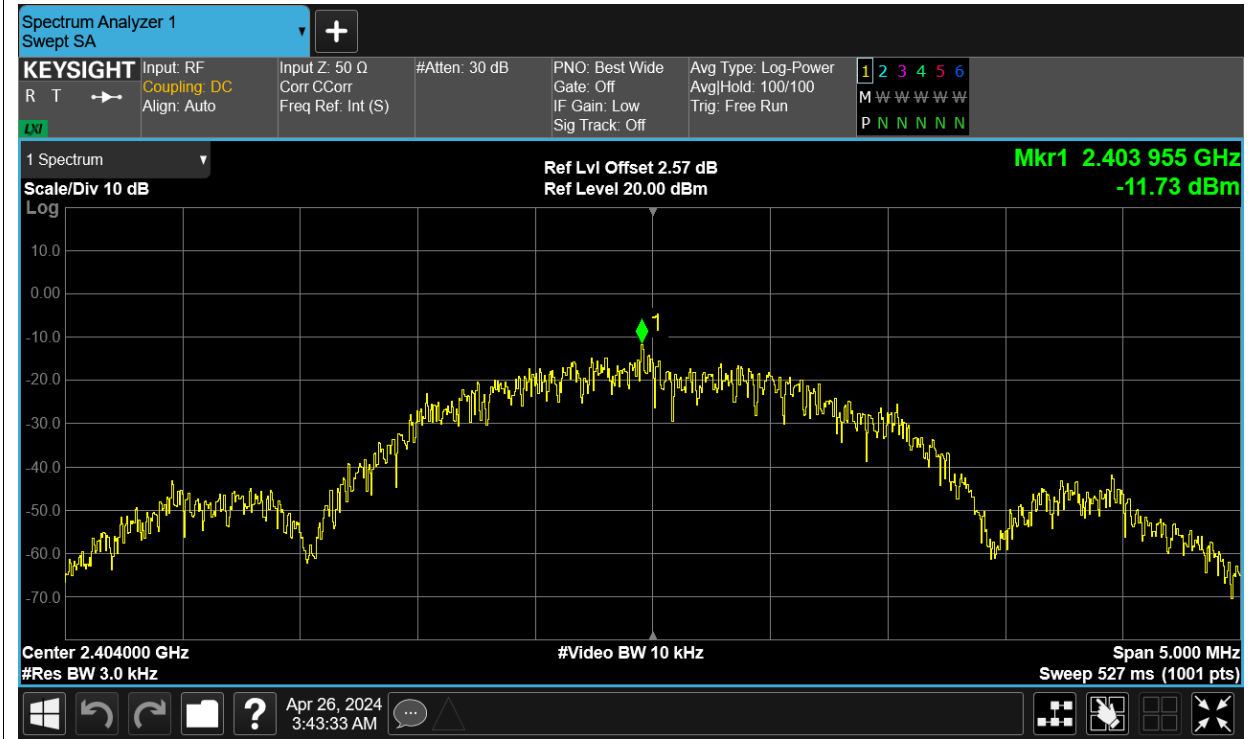 Spectrum Analyzer 1
Swept SA
KEYSIGHT
R T
LXI
Input: RF
Coupling: DC
Align: Auto
Input Z: 50 Ω
Corr CCorr
Freq Ref: Int (S)
#Atten: 30 dB
PNO: Best Wide
Gate: Off
IF Gain: Low
Sig Track: Off
Avg Type: Log-Power
Avg|Hold: 100/100
Trig: Free Run
1 2 3 4 5 6
M W W W W W
P N N N N N
1 Spectrum
Scale/Div 10 dB
Ref Lvl Offset 2.57 dB
Ref Level 20.00 dBm
Mkr1 2.403 955 GHz
-11.73 dBm
Log
10.0
0.00
-10.0
-20.0
-30.0
-40.0
-50.0
-60.0
-70.0
1
Center 2.404000 GHz
#Res BW 3.0 kHz
#Video BW 10 kHz
Span 5.000 MHz
Sweep 527 ms (1001 pts)
?
Apr 26, 2024
3:43:33 AM